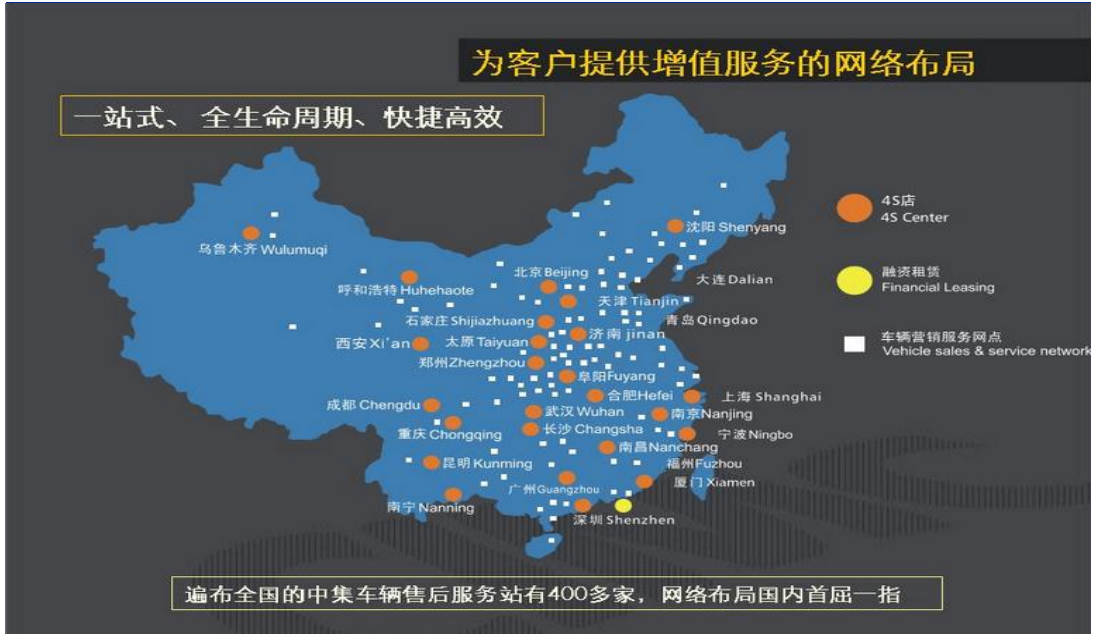 为客户提供增值服务的网络布局
一站式、全生命周期、快捷高效
4S店
4S Center
沈阳 Shenyang
乌鲁木齐 Wulumuqi
融资租赁
Financial Leasing
北京 Beijing
大连 Dalian
呼和浩特 Huhehaote
天津 Tianjin
石家庄 Shijiazhuang
青岛 Qingdao
济南 jinan
车辆营销服务网点
Vehicle sales & service network
西安 Xi'an
太原 Taiyuan
郑州 Zhengzhou
阜阳 Fuyang
合肥 Hefei
上海 Shanghai
成都 Chengdu
武汉 Wuhan
南京 Nanjing
重庆 Chongqing
长沙 Changsha
宁波 Ningbo
南昌 Nanchang
昆明 Kunming
福州 Fuzhou
厦门 Xiamen
广州 Guangzhou
南宁 Nanning
深圳 Shenzhen
遍布全国的中集车辆售后服务站有400多家，网络布局国内首屈一指